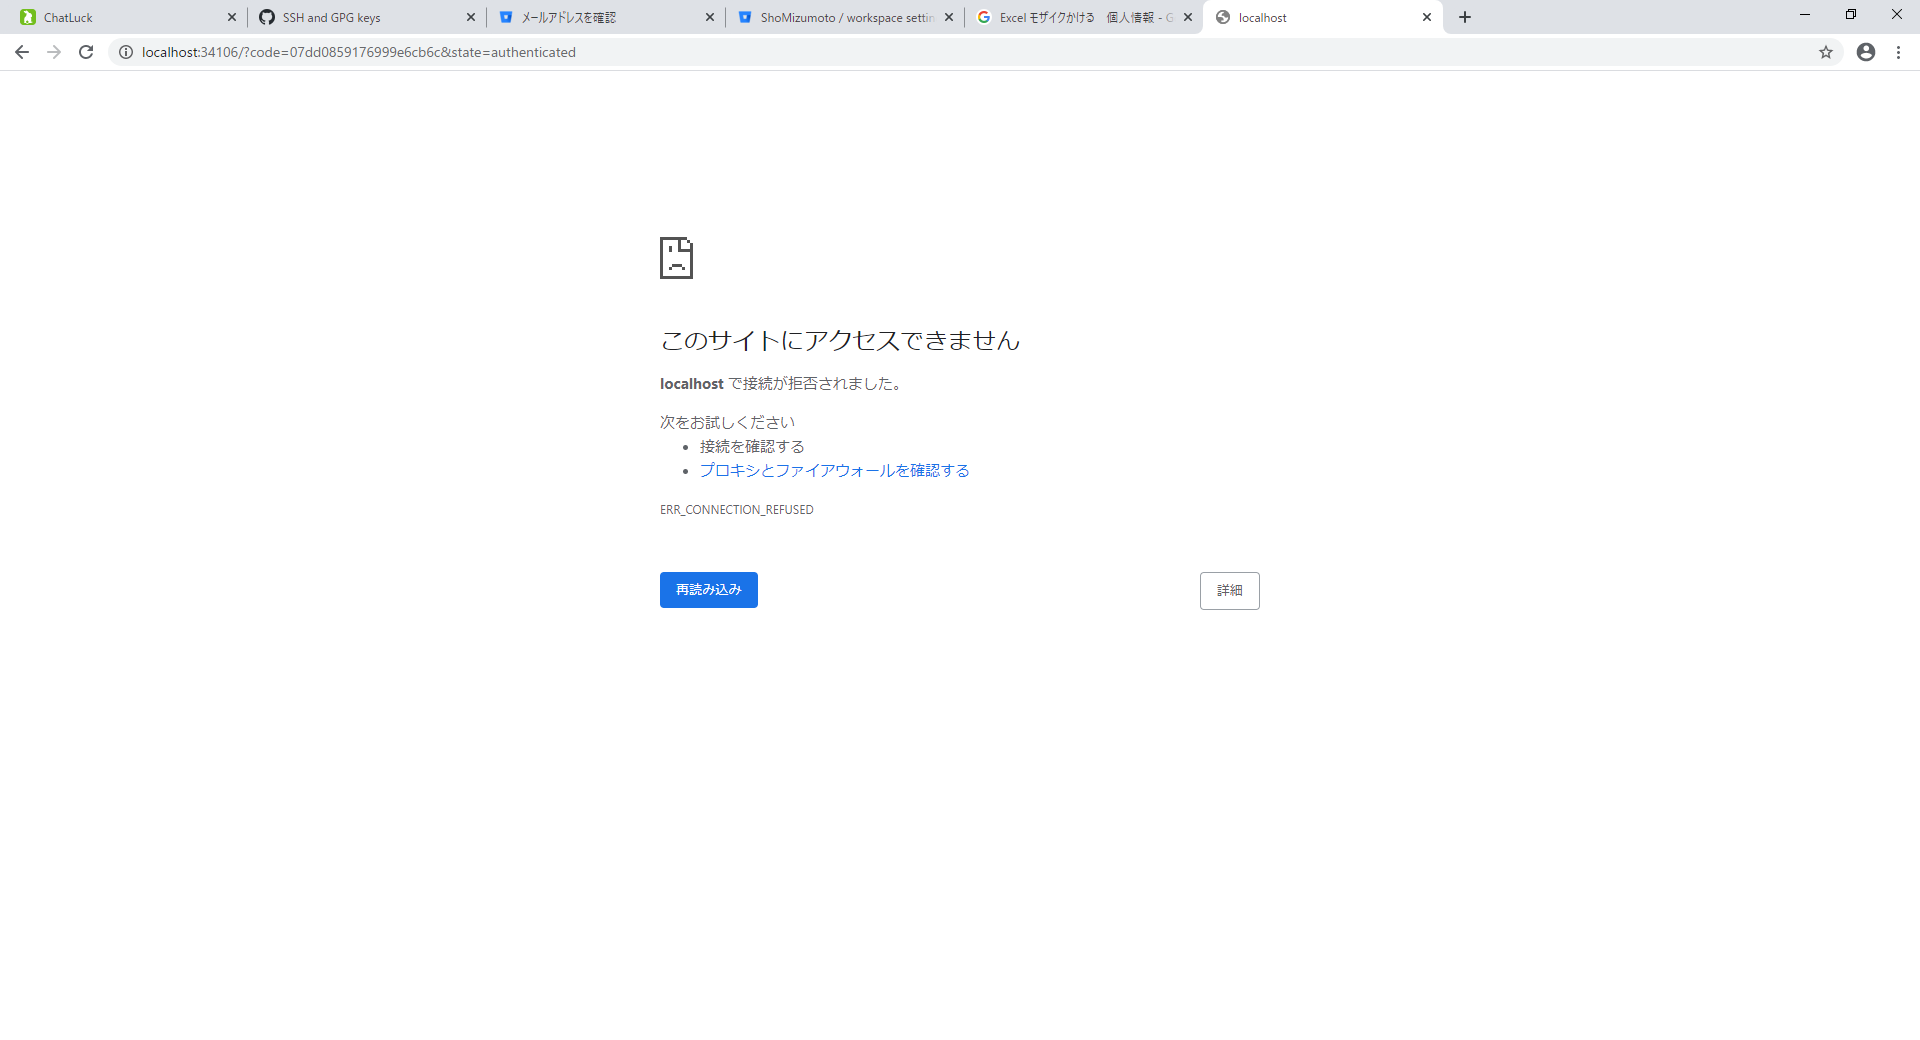 ChatLuck
SSH and GPG keys
メールアドレスを確認
ShoMizumoto / workspace settin
Excel モザイクかける　個人情報 - G
localhost
localhost:34106/?code=07dd0859176999e6cb6c&state=authenticated
このサイトにアクセスできません
localhost で接続が拒否されました。
次をお試しください
接続を確認する
プロキシとファイアウォールを確認する
ERR_CONNECTION_REFUSED
再読み込み
詳細